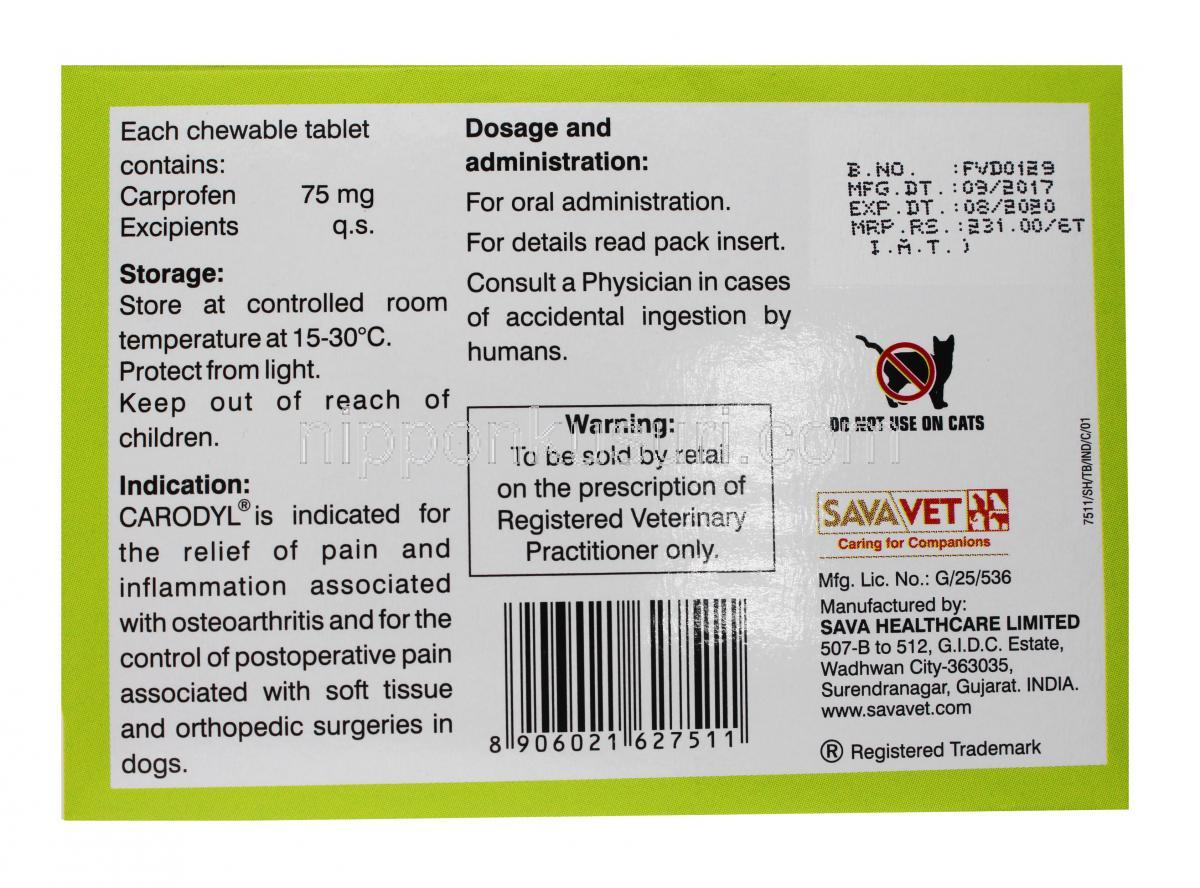 Each chewable tablet
contains:
Carprofen 75 mg
Excipients q.s.
Storage:
Store at controlled room
temperature at 15-30°C.
Protect from light.
Keep out of reach of
children.
Indication:
CARODYL® is indicated for
the relief of pain and
inflammation associated
with osteoarthritis and for the
control of postoperative pain
associated with soft tissue
and orthopedic surgeries in
dogs.
Dosage and
administration:
For oral administration.
For details read pack insert.
Consult a Physician in cases
of accidental ingestion by
humans.
Warning:
To be sold by retail
on the prescription of
Registered Veterinary
Practitioner only.
8 906021 627511
B.NO. :FVD0129
MFG.DT.:09/2017
EXP.DT.:08/2020
MRP.RS.:231.00/6T
I.A.T.)
DO NOT USE ON CATS
SAVAVET
Caring for Companions
Mfg. Lic. No.: G/25/536
Manufactured by:
SAVA HEALTHCARE LIMITED
507-B to 512, G.I.D.C. Estate,
Wadhwan City-363035,
Surendranagar, Gujarat. INDIA.
www.savavet.com
® Registered Trademark
7511/SH/TB/IND/C/01
nipponkusuri.com